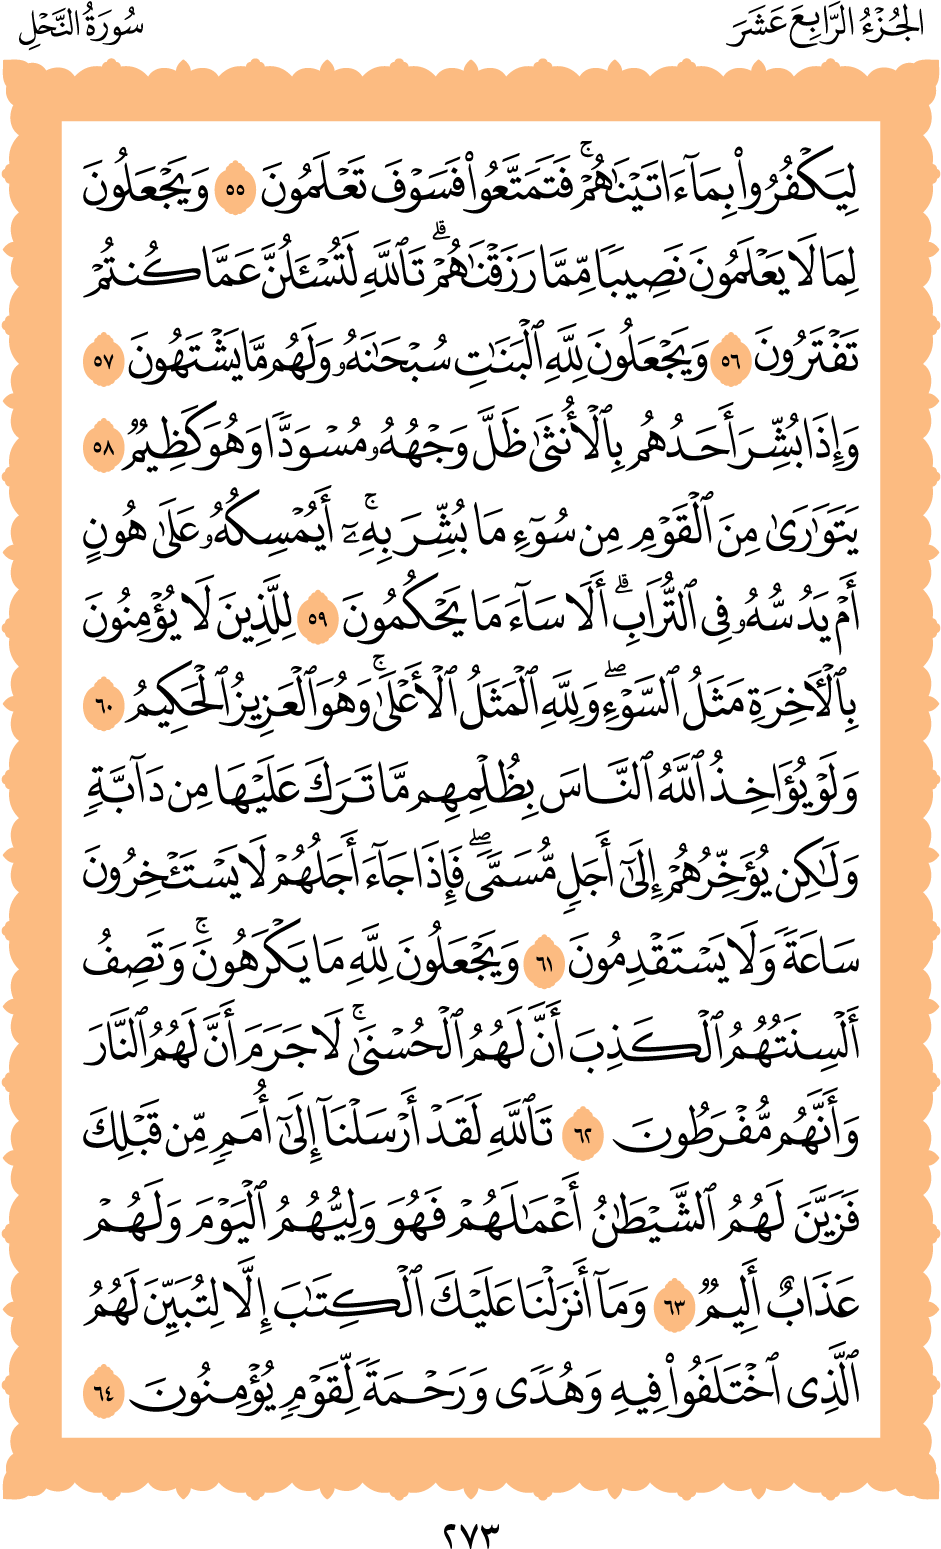 الجُزْءُ الرَّابِعَ عَشَرَ
سُورَةُ النَّحْلِ
لِيَكْفُرُوا۟ بِمَآ ءَاتَيْنَٰهُمْ ۚ فَتَمَتَّعُوا۟ فَسَوْفَ تَعْلَمُونَ ٥٥ وَيَجْعَلُونَ
لِمَا لَا يَعْلَمُونَ نَصِيبًا مِّمَّا رَزَقْنَٰهُمْ ۗ تَٱللَّهِ لَتُسْـَٔلُنَّ عَمَّا كُنتُمْ
تَفْتَرُونَ ٥٦ وَيَجْعَلُونَ لِلَّهِ ٱلْبَنَٰتِ سُبْحَٰنَهُۥ وَلَهُم مَّا يَشْتَهُونَ ٥٧
وَإِذَا بُشِّرَ أَحَدُهُم بِٱلْأُنثَىٰ ظَلَّ وَجْهُهُۥ مُسْوَدًّا وَهُوَ كَظِيمٌ ٥٨
يَتَوَٰرَىٰ مِنَ ٱلْقَوْمِ مِن سُوٓءِ مَا بُشِّرَ بِهِۦٓ ۚ أَيُمْسِكُهُۥ عَلَىٰ هُونٍ
أَمْ يَدُسُّهُۥ فِى ٱلتُّرَابِ ۗ أَلَا سَآءَ مَا يَحْكُمُونَ ٥٩ لِلَّذِينَ لَا يُؤْمِنُونَ
بِٱلْـَٔاخِرَةِ مَثَلُ ٱلسَّوْءِ ۖ وَلِلَّهِ ٱلْمَثَلُ ٱلْأَعْلَىٰ ۚ وَهُوَ ٱلْعَزِيزُ ٱلْحَكِيمُ ٦٠
وَلَوْ يُؤَاخِذُ ٱللَّهُ ٱلنَّاسَ بِظُلْمِهِم مَّا تَرَكَ عَلَيْهَا مِن دَآبَّةٍ
وَلَٰكِن يُؤَخِّرُهُمْ إِلَىٰٓ أَجَلٍ مُّسَمًّى ۖ فَإِذَا جَآءَ أَجَلُهُمْ لَا يَسْتَـْٔخِرُونَ
سَاعَةً وَلَا يَسْتَقْدِمُونَ ٦١ وَيَجْعَلُونَ لِلَّهِ مَا يَكْرَهُونَ ۚ وَتَصِفُ
أَلْسِنَتُهُمُ ٱلْكَذِبَ أَنَّ لَهُمُ ٱلْحُسْنَىٰ ۚ لَا جَرَمَ أَنَّ لَهُمُ ٱلنَّارَ
وَأَنَّهُم مُّفْرَطُونَ ٦٢ تَٱللَّهِ لَقَدْ أَرْسَلْنَآ إِلَىٰٓ أُمَمٍ مِّن قَبْلِكَ
فَزَيَّنَ لَهُمُ ٱلشَّيْطَٰنُ أَعْمَٰلَهُمْ فَهُوَ وَلِيُّهُمُ ٱلْيَوْمَ وَلَهُمْ
عَذَابٌ أَلِيمٌ ٦٣ وَمَآ أَنزَلْنَا عَلَيْكَ ٱلْكِتَٰبَ إِلَّا لِتُبَيِّنَ لَهُمُ
ٱلَّذِى ٱخْتَلَفُوا۟ فِيهِ وَهُدًى وَرَحْمَةً لِّقَوْمٍ يُؤْمِنُونَ ٦٤
٢٧٣